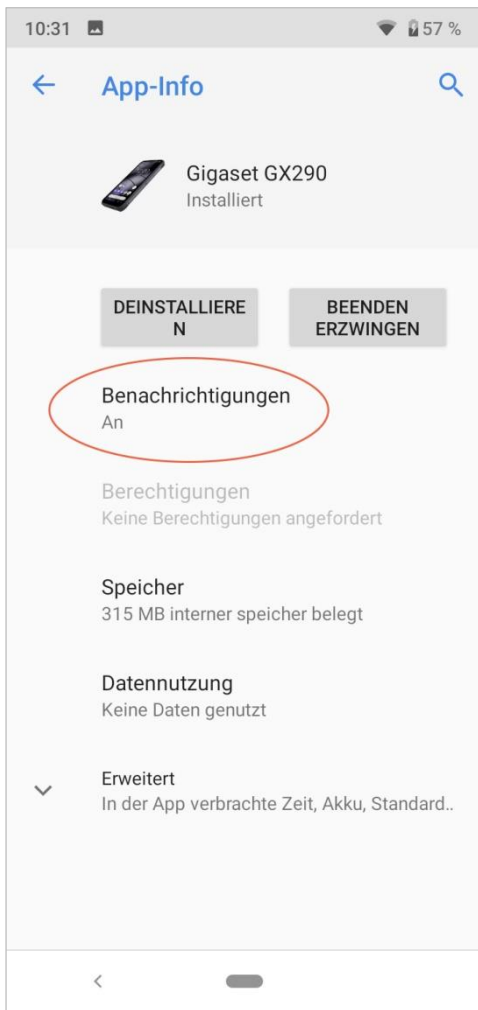 10:31 57 %
App-Info
Gigaset GX290
Installiert
DEINSTALLIERE
N
BEENDEN
ERZWINGEN
Benachrichtigungen
An
Berechtigungen
Keine Berechtigungen angefordert
Speicher
315 MB interner speicher belegt
Datennutzung
Keine Daten genutzt
Erweitert
In der App verbrachte Zeit, Akku, Standard..